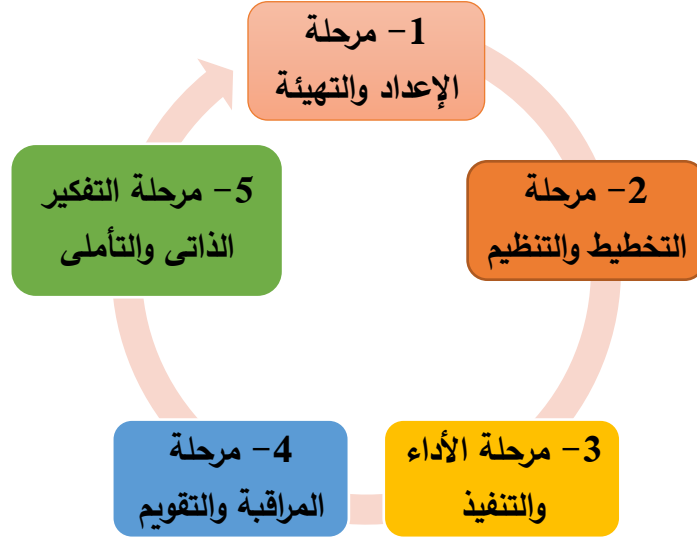 1- مرحلة
الإعداد والتهيئة
2- مرحلة
التخطيط والتنظيم
3- مرحلة الأداء
والتنفيذ
4- مرحلة
المراقبة والتقويم
5- مرحلة التفكير
الذاتى والتأملى